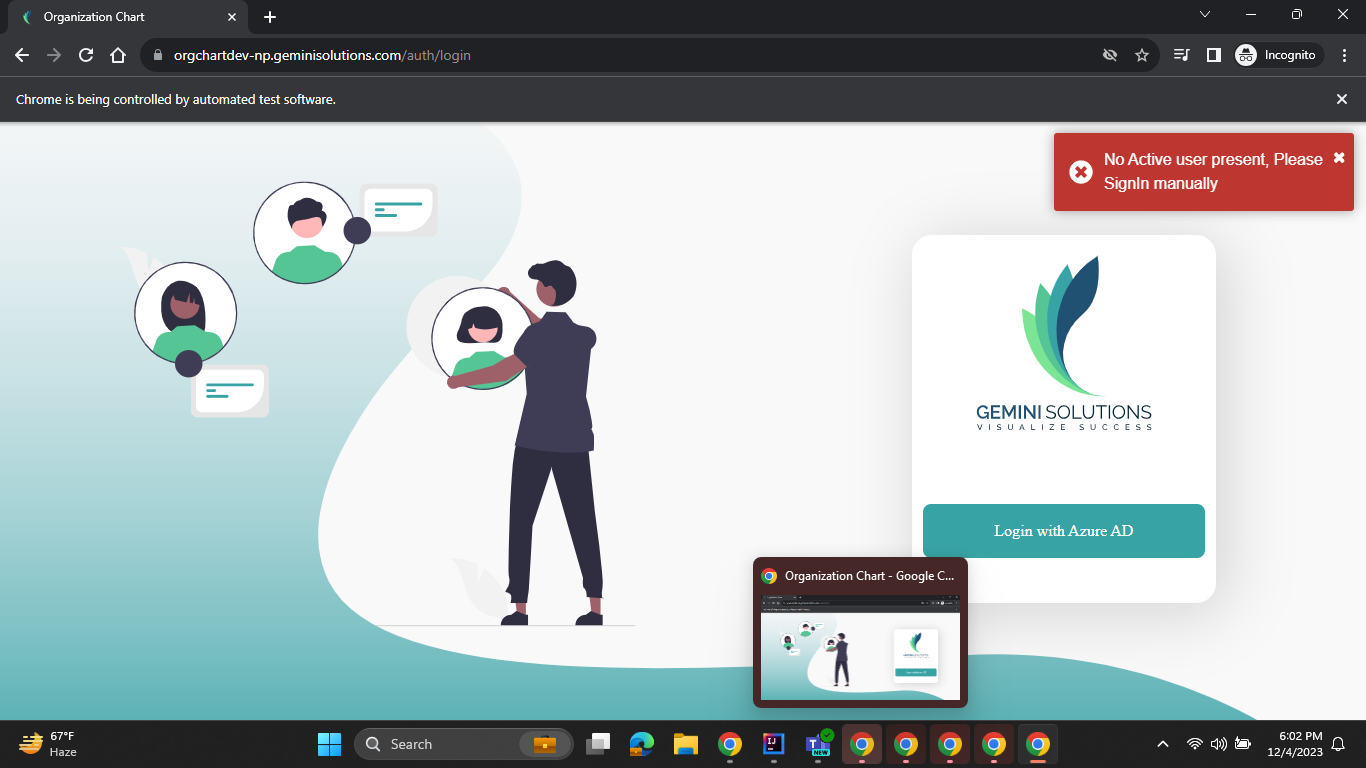 Organization Chart
orgchartdev-np.geminisolutions.com/auth/login
Incognito
Chrome is being controlled by automated test software.
No Active user present, Please
SignIn manually
GEMINI SOLUTIONS
VISUALIZE SUCCESS
Login with Azure AD
Organization Chart - Google C...
67°F
Haze
Search
NEW
6:02 PM
12/4/2023